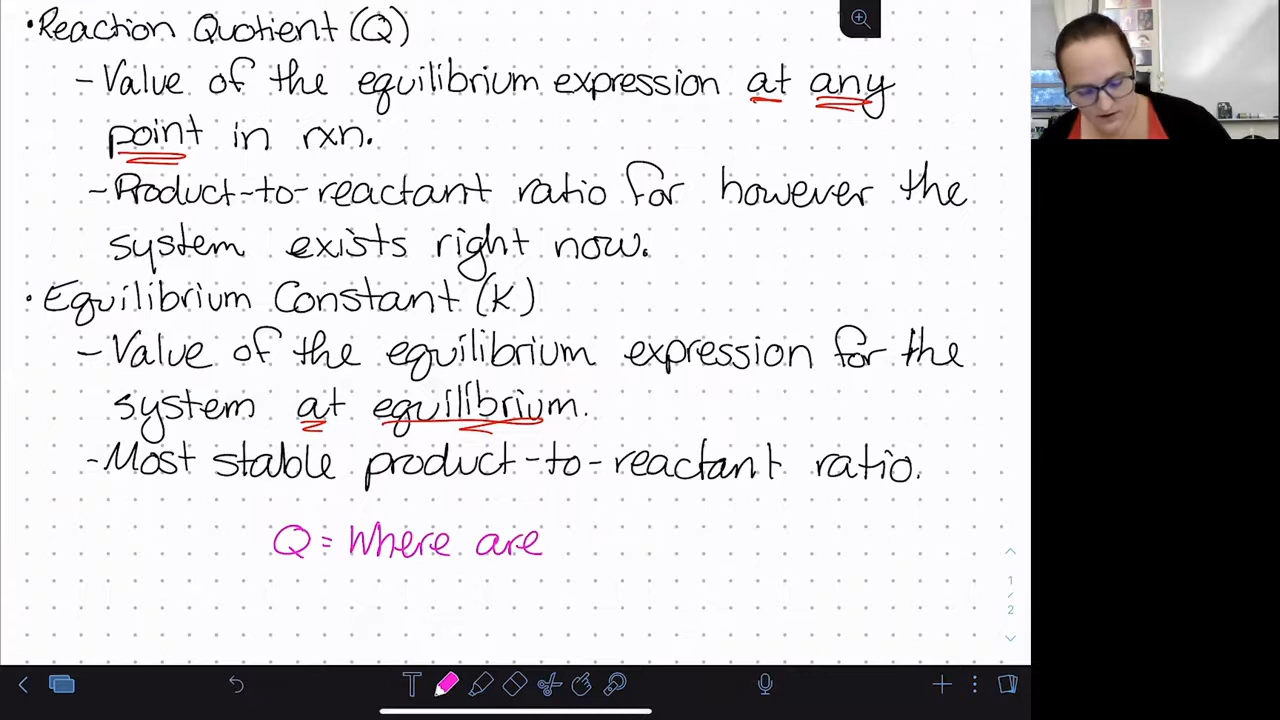 •Reaction Quotient (Q)
-Value of the equilibrium expression at any
point in rxn.
-Product-to-reactant ratio for however the
system exists right now.
•Equilibrium Constant (K)
-Value of the equilibrium expression for the
system at equilibrium.
-Most stable product-to-reactant ratio.
Q=Where are
1
/
2
T